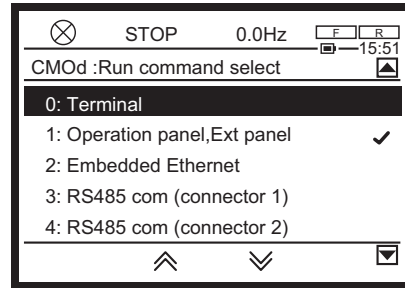 STOP 0.0Hz F R
15:51
CMOd :Run command select
0: Terminal
1: Operation panel,Ext panel
2: Embedded Ethernet
3: RS485 com (connector 1)
4: RS485 com (connector 2)